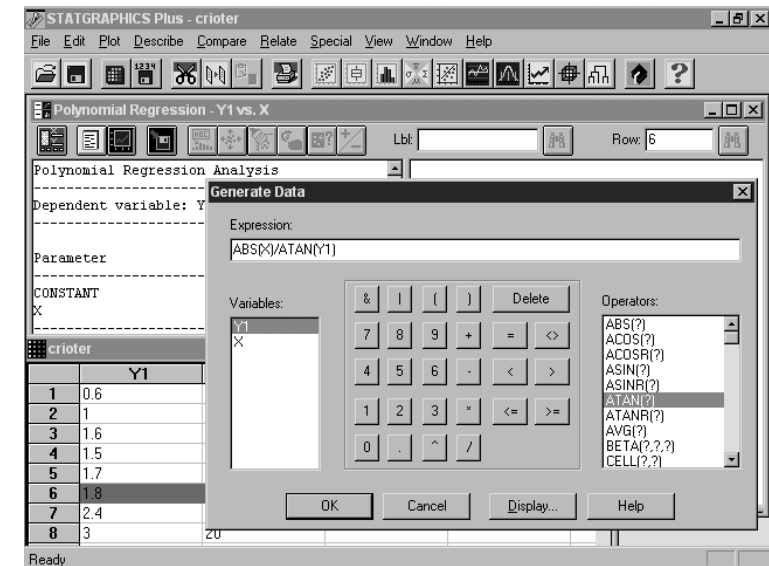 STATGRAPHICS Plus - crioter
File Edit Plot Describe Compare Relate Special View Window Help
Polynomial Regression - Y1 vs. X
Lbl: Row: 6
Polynomial Regression Analysis
Dependent variable: Y
Parameter
CONSTANT
X
Generate Data
Expression:
ABS(X)/ATAN(Y1)
Variables:
Y1
X
& | ( ) Delete
7 8 9 + = <>
4 5 6 - < >
1 2 3 * <= >=
0 . ^ /
Operators:
ABS(?)
ACOS(?)
ACOSR(?)
ASIN(?)
ASINR(?)
ATAN(?)
ATANR(?)
AVG(?)
BETA(?,?,?)
CELL(?,?)
OK Cancel Display... Help
crioter
Y1
1 0.6
2 1
3 1.6
4 1.5
5 1.7
6 1.8
7 2.4
8 3 20
Ready